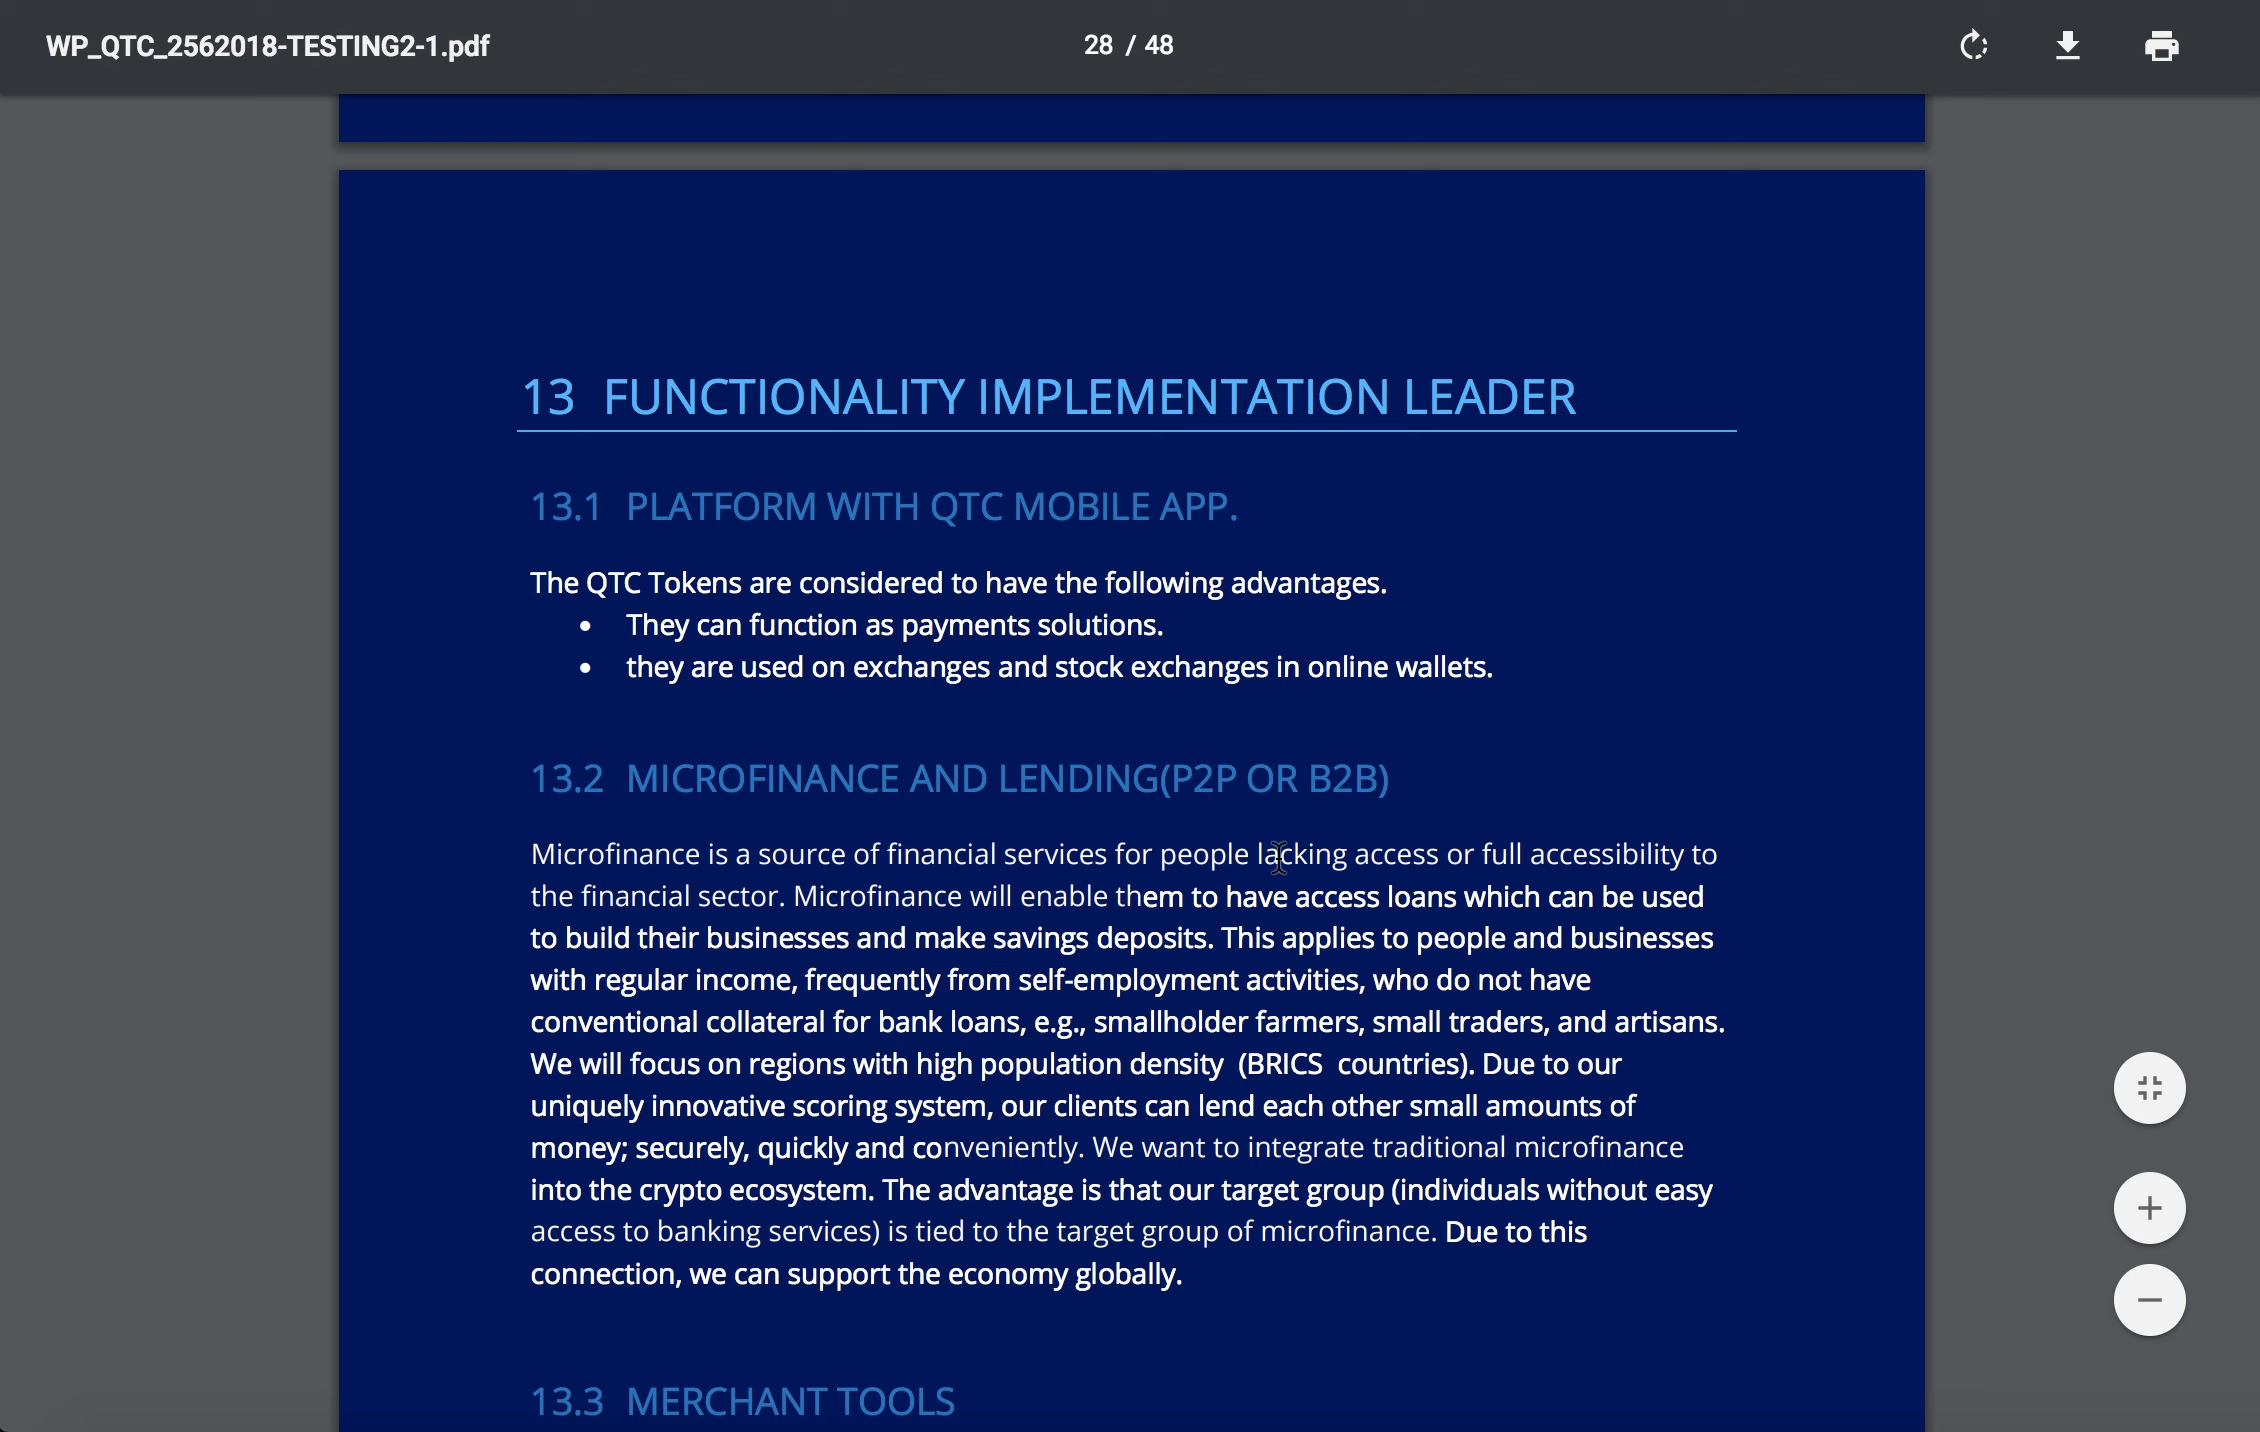 WP_QTC_2562018-TESTING2-1.pdf
28 / 48
13 FUNCTIONALITY IMPLEMENTATION LEADER
13.1 PLATFORM WITH QTC MOBILE APP.
The QTC Tokens are considered to have the following advantages.
• They can function as payments solutions.
• they are used on exchanges and stock exchanges in online wallets.
13.2 MICROFINANCE AND LENDING(P2P OR B2B)
Microfinance is a source of financial services for people lacking access or full accessibility to
the financial sector. Microfinance will enable them to have access loans which can be used
to build their businesses and make savings deposits. This applies to people and businesses
with regular income, frequently from self-employment activities, who do not have
conventional collateral for bank loans, e.g., smallholder farmers, small traders, and artisans.
We will focus on regions with high population density (BRICS countries). Due to our
uniquely innovative scoring system, our clients can lend each other small amounts of
money; securely, quickly and conveniently. We want to integrate traditional microfinance
into the crypto ecosystem. The advantage is that our target group (individuals without easy
access to banking services) is tied to the target group of microfinance. Due to this
connection, we can support the economy globally.
13.3 MERCHANT TOOLS